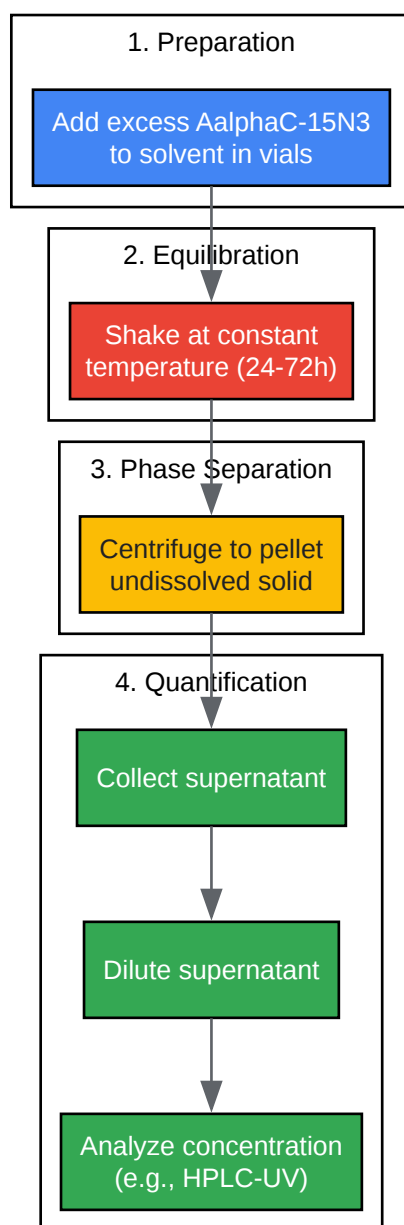 1. Preparation
Add excess AalphaC-15N3
to solvent in vials
2. Equilibration
Shake at constant
temperature (24-72h)
3. Phase Separation
Centrifuge to pellet
undissolved solid
4. Quantification
Collect supernatant
Dilute supernatant
Analyze concentration
(e.g., HPLC-UV)